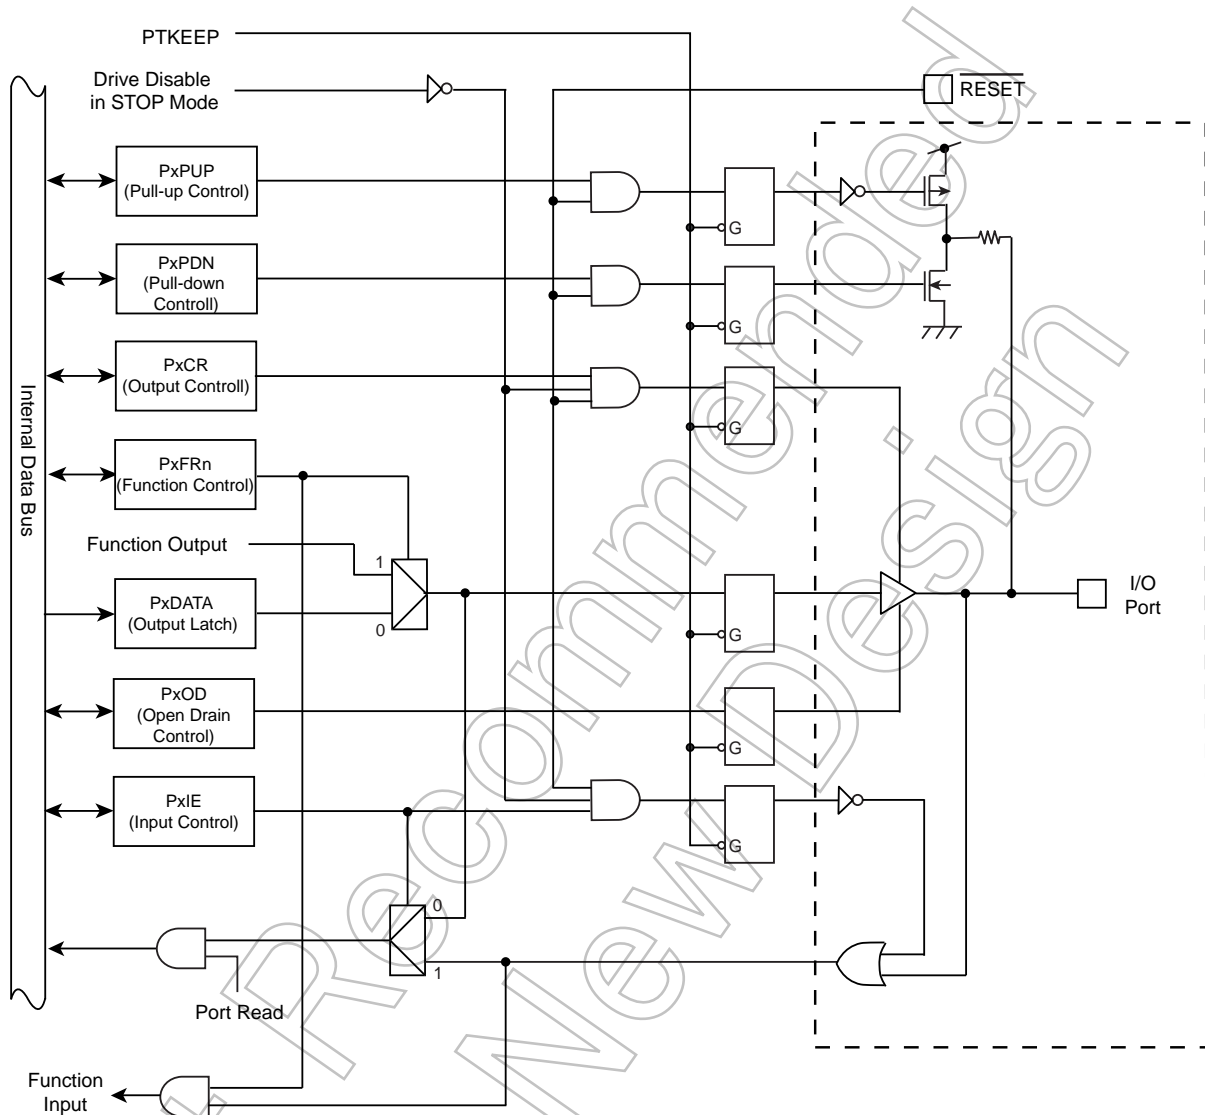 PTKEEP
Drive Disable
in STOP Mode
RESET
PxPUP
(Pull-up Control)
G
PxPDN
(Pull-down
Controll)
G
PxCR
(Output Controll)
G
Internal Data Bus
PxFRn
(Function Control)
Function Output
1
0
PxDATA
(Output Latch)
G
I/O
Port
PxOD
(Open Drain
Control)
G
PxIE
(Input Control)
G
0
1
Port Read
Function
Input
Recommended
New Design